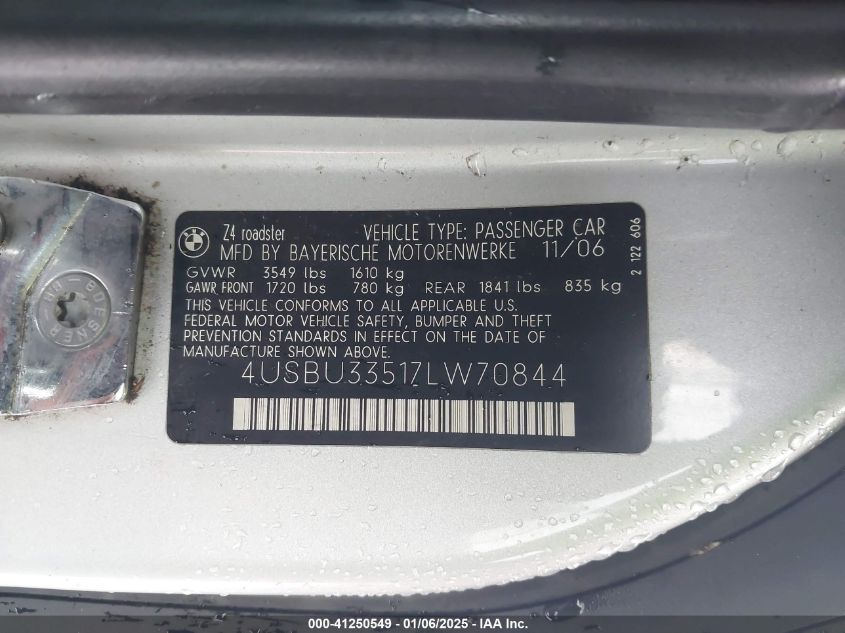 Z4 roadster VEHICLE TYPE: PASSENGER CAR
MFD BY BAYERISCHE MOTORENWERKE 11/06
GVWR 3549 lbs 1610 kg
GAWR FRONT 1720 lbs 780 kg REAR 1841 lbs 835 kg
THIS VEHICLE CONFORMS TO ALL APPLICABLE U.S.
FEDERAL MOTOR VEHICLE SAFETY, BUMPER AND THEFT
PREVENTION STANDARDS IN EFFECT ON THE DATE OF
MANUFACTURE SHOWN ABOVE.
4USBU33517LW70844
2 122 606
000-41250549 - 01/06/2025 - IAA Inc.